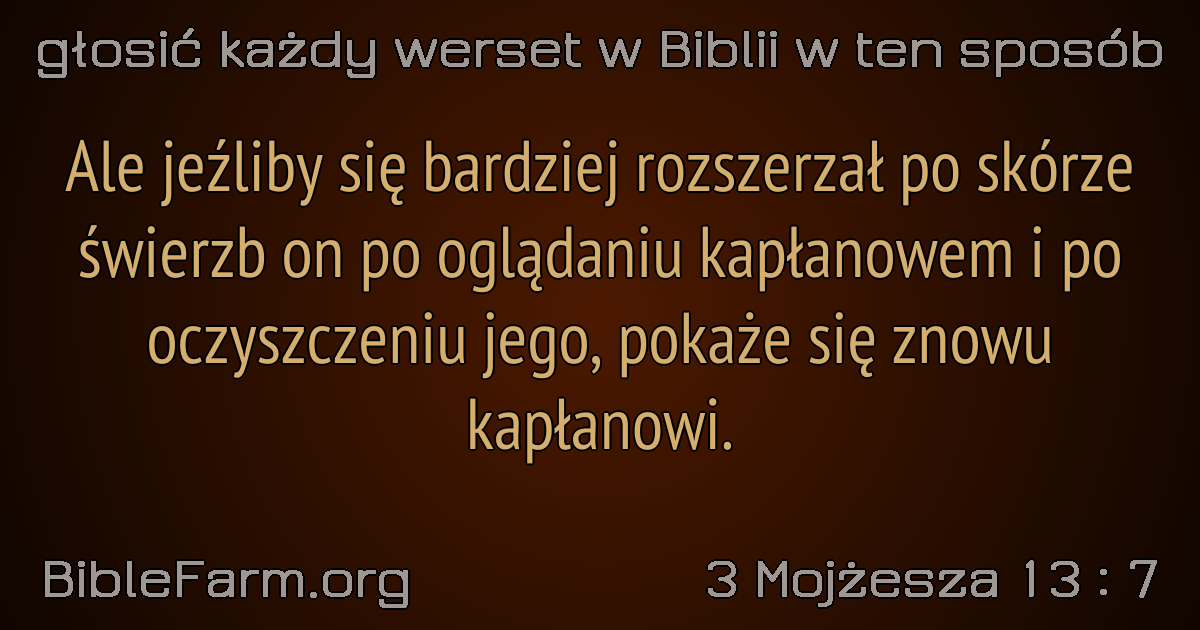 głosić każdy werset w Biblii w ten sposób
Ale jeźliby się bardziej rozszerzał po skórze
świerzb on po oglądaniu kapłanowem i po
oczyszczeniu jego, pokaże się znowu
kapłanowi.
BibleFarm.org
3 Mojżesza 13 : 7